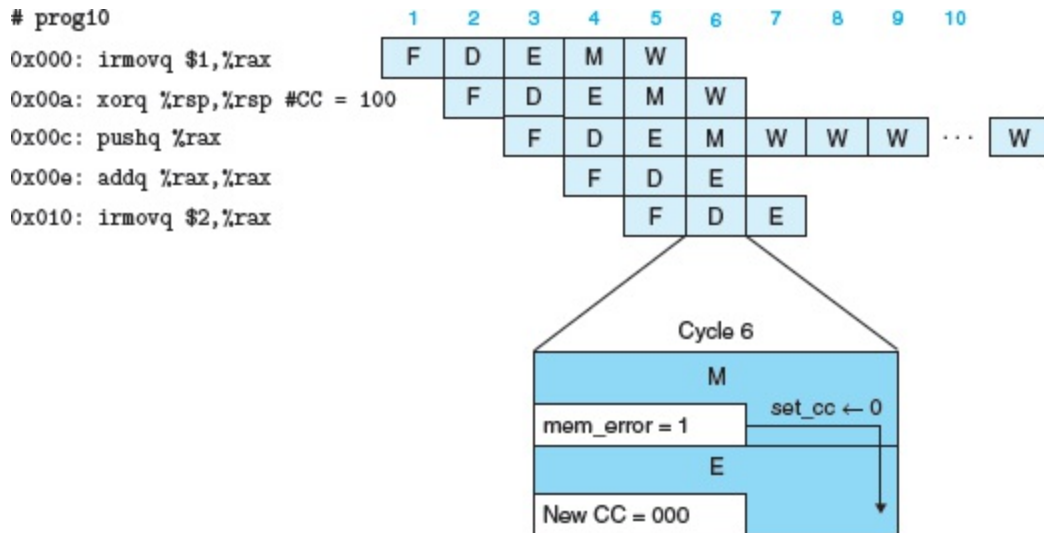 # prog10 1 2 3 4 5 6 7 8 9 10
0x000: irmovq $1,%rax F D E M W
0x00a: xorq %rsp,%rsp #CC = 100 F D E M W
0x00c: pushq %rax F D E M W W W ··· W
0x00e: addq %rax,%rax F D E
0x010: irmovq $2,%rax F D E
Cycle 6
M
set_cc ← 0
mem_error = 1
E
New CC = 000